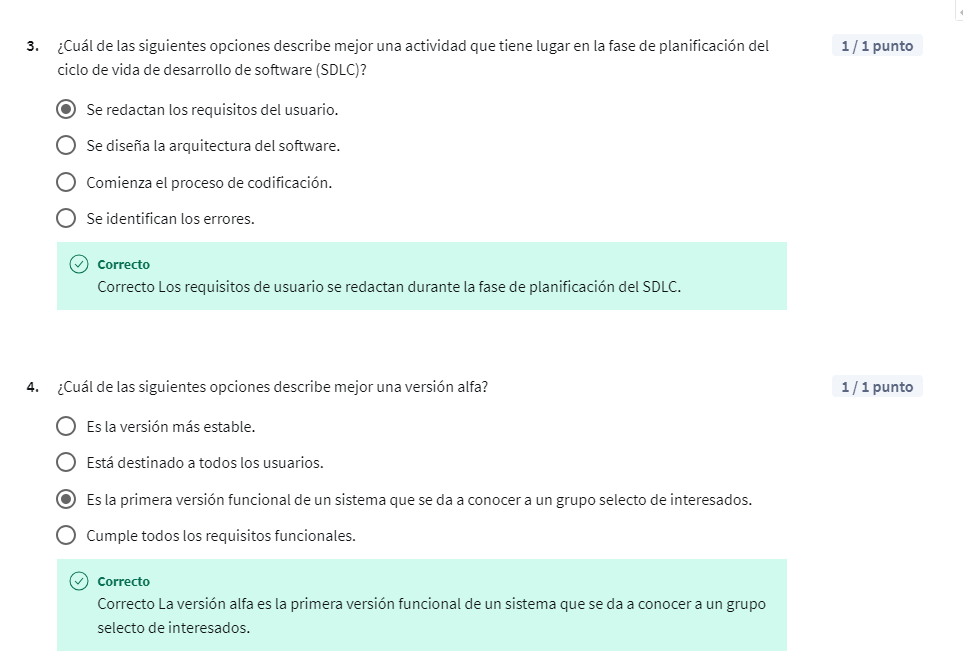 3. ¿Cuál de las siguientes opciones describe mejor una actividad que tiene lugar en la fase de planificación del
ciclo de vida de desarrollo de software (SDLC)?
1 / 1 punto
Se redactan los requisitos del usuario.
Se diseña la arquitectura del software.
Comienza el proceso de codificación.
Se identifican los errores.
Correcto
Correcto Los requisitos de usuario se redactan durante la fase de planificación del SDLC.
4. ¿Cuál de las siguientes opciones describe mejor una versión alfa?
1 / 1 punto
Es la versión más estable.
Está destinado a todos los usuarios.
Es la primera versión funcional de un sistema que se da a conocer a un grupo selecto de interesados.
Cumple todos los requisitos funcionales.
Correcto
Correcto La versión alfa es la primera versión funcional de un sistema que se da a conocer a un grupo
selecto de interesados.